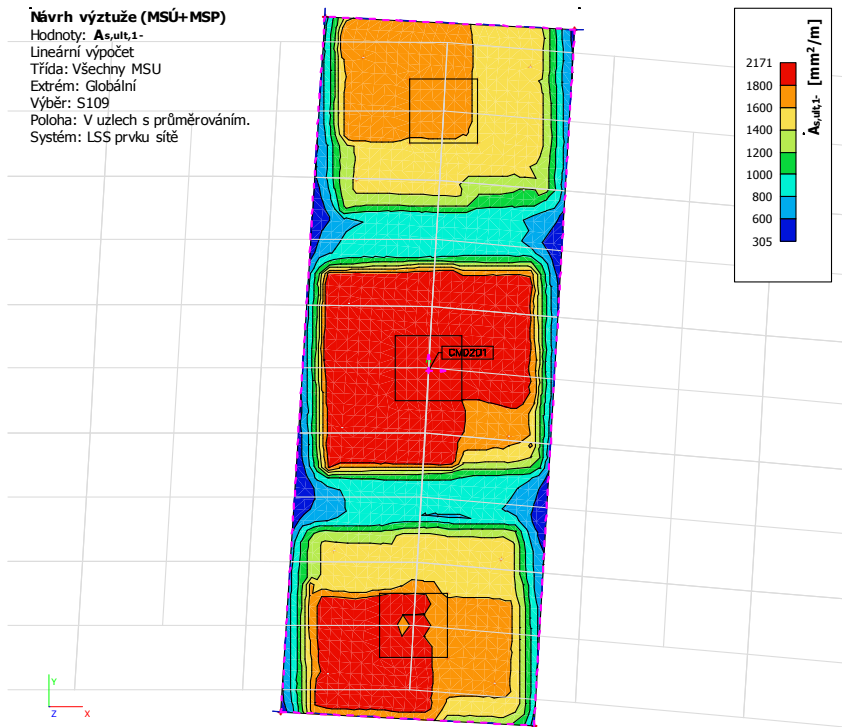 Návrh výztuže (MSÚ+MSP)
Hodnoty: As,ult,1-
Lineární výpočet
Třída: Všechny MSU
Extrém: Globální
Výběr: S109
Poloha: V uzlech s průměrováním.
Systém: LSS prvku sítě
2171
1800
1600
1400
1200
1000
800
600
305
As,ult,1- [mm²/m]
CMD2D1
Y
Z
X